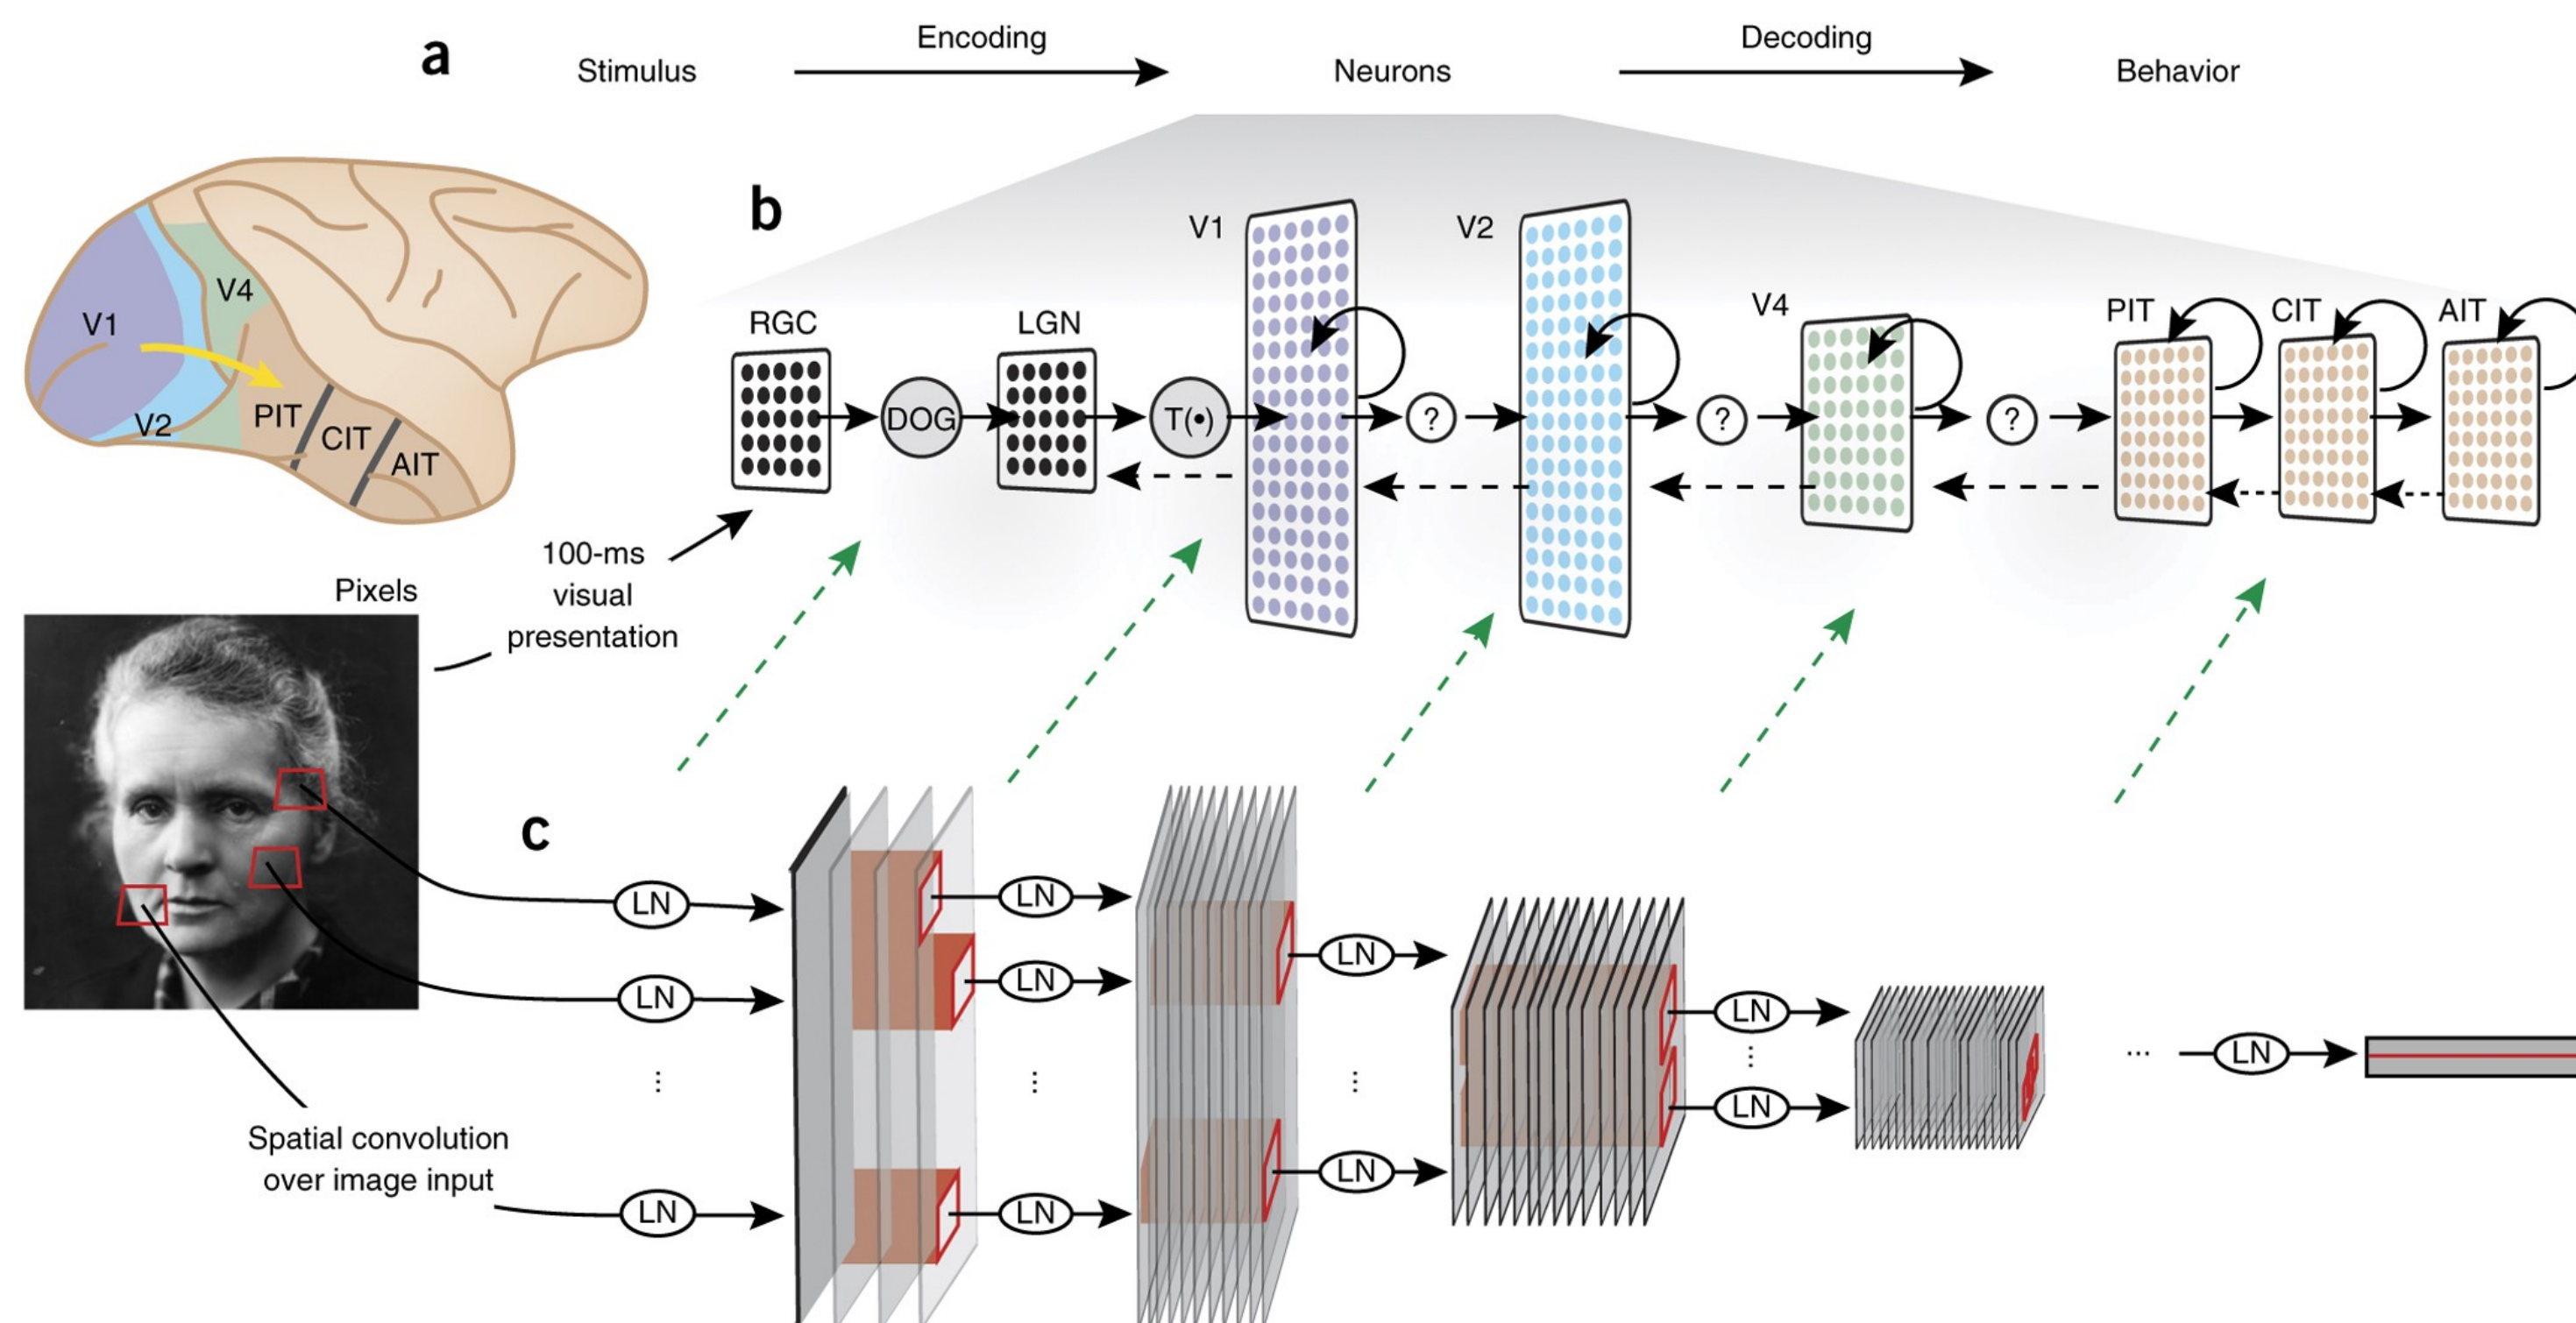 a
Stimulus
Encoding
Neurons
Decoding
Behavior
V1
V2
V4
PIT
CIT
AIT
b
RGC
DOG
LGN
T(•)
V1
?
V2
?
V4
?
PIT
CIT
AIT
100-ms
visual
presentation
Pixels
c
LN
LN
⋮
LN
LN
LN
⋮
LN
LN
⋮
LN
LN
⋮
LN
...
LN
Spatial convolution
over image input